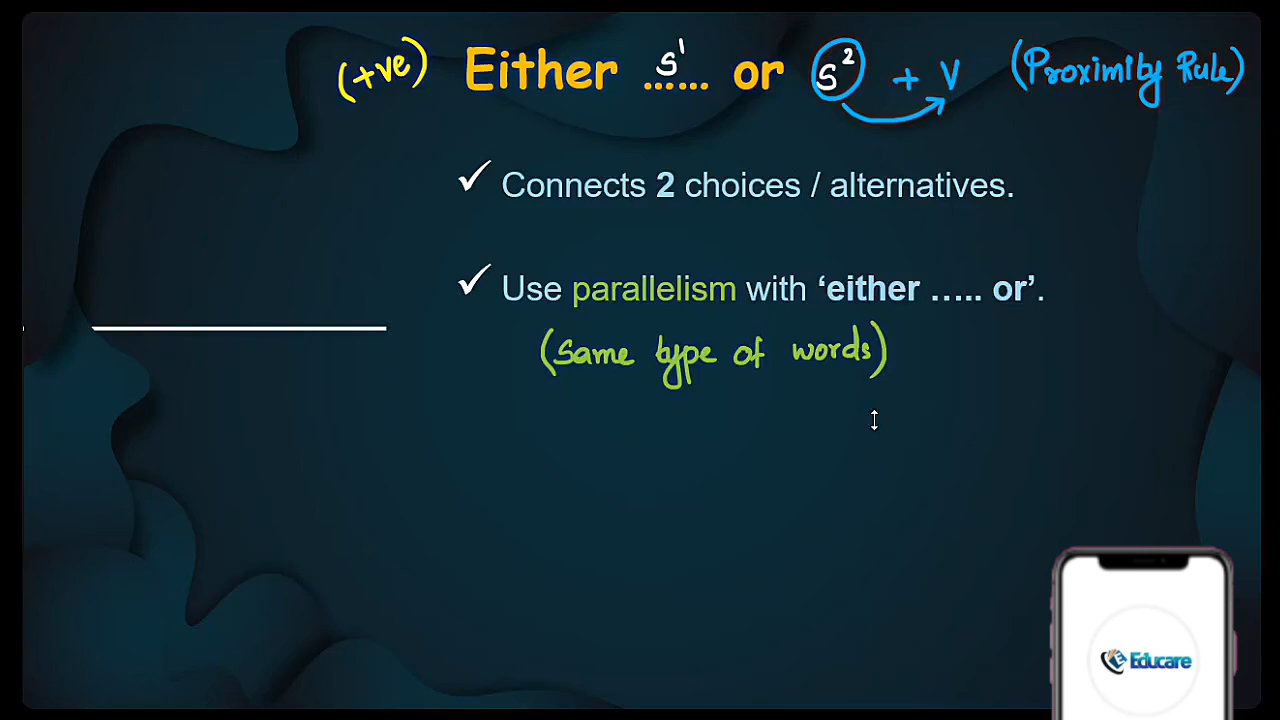 (+ve) Either ...S¹... or S² + V (Proximity Rule)
✓ Connects 2 choices / alternatives.
✓ Use parallelism with ‘either ….. or’.
(Same type of words)
Educare